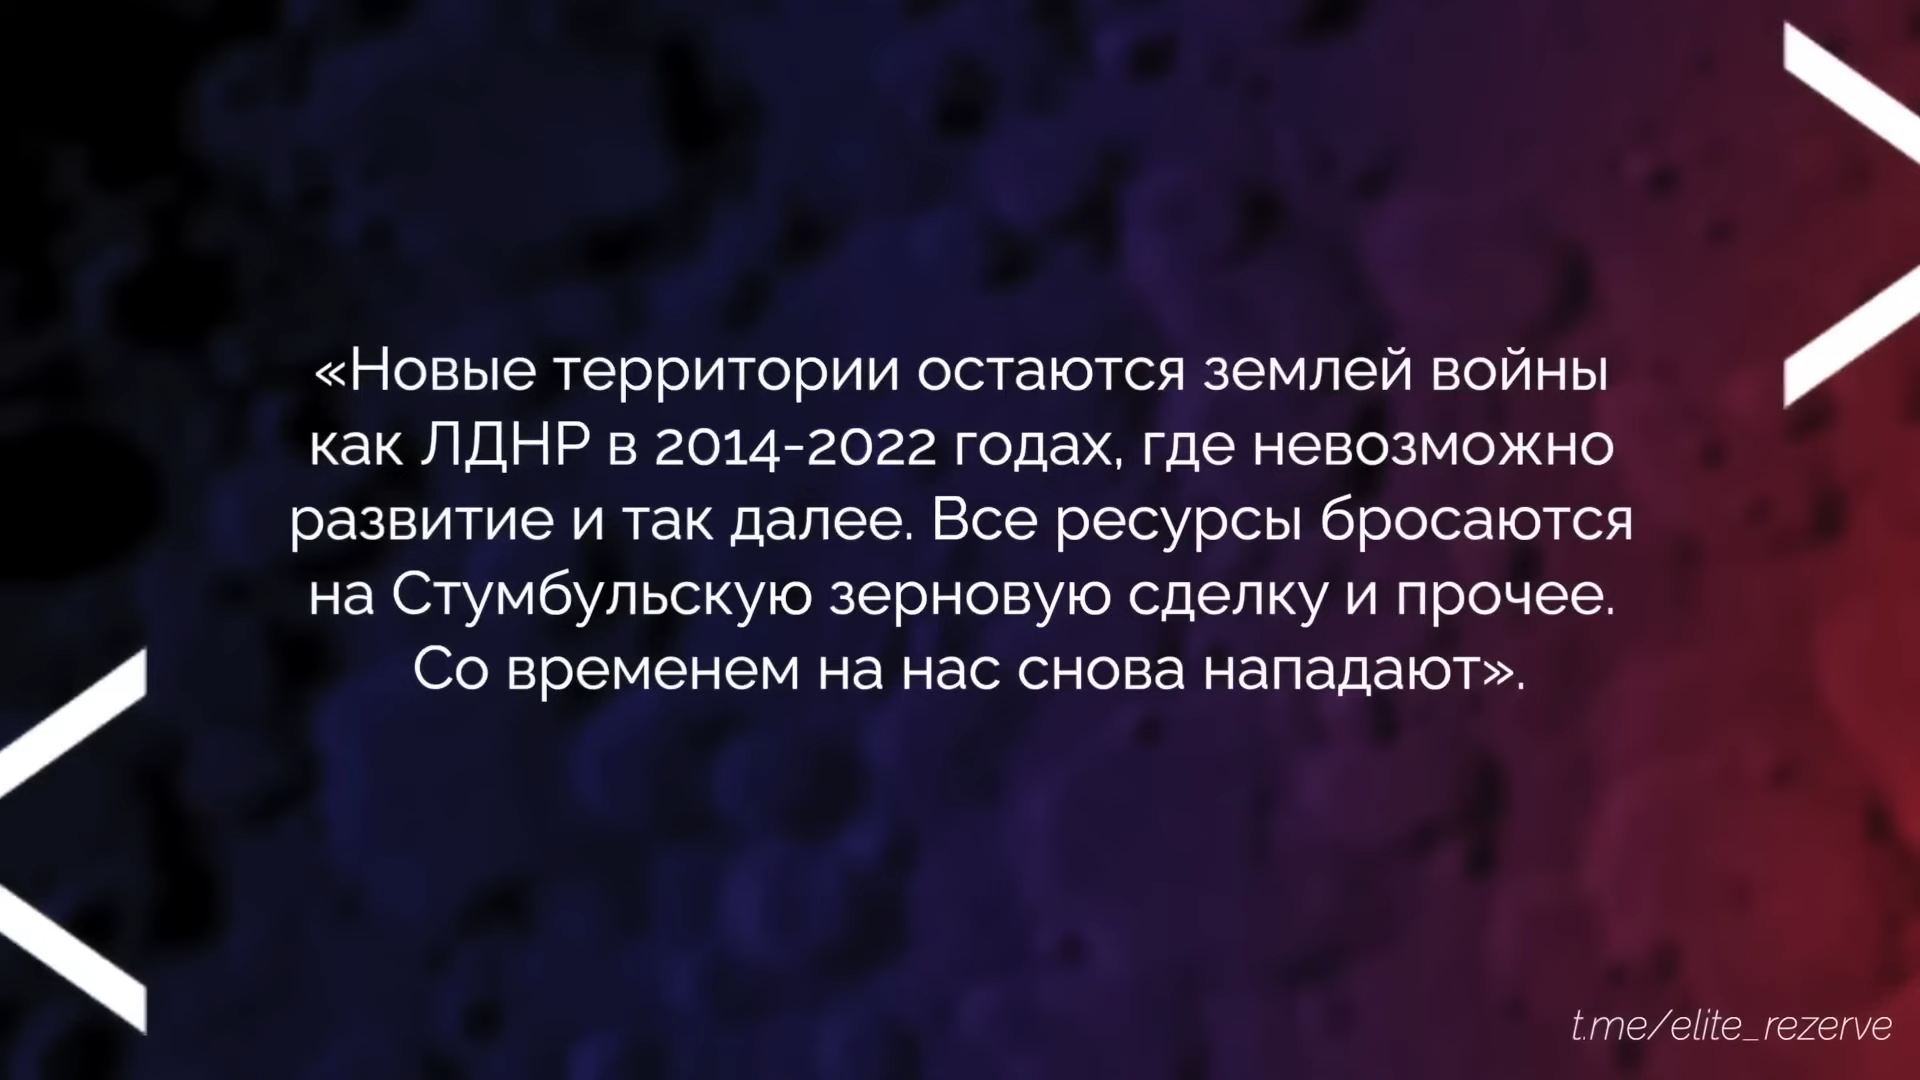 «Новые территории остаются землей войны
как ЛДНР в 2014-2022 годах, где невозможно
развитие и так далее. Все ресурсы бросаются
на Стумбульскую зерновую сделку и прочее.
Со временем на нас снова нападают».
t.me/elite_rezerve